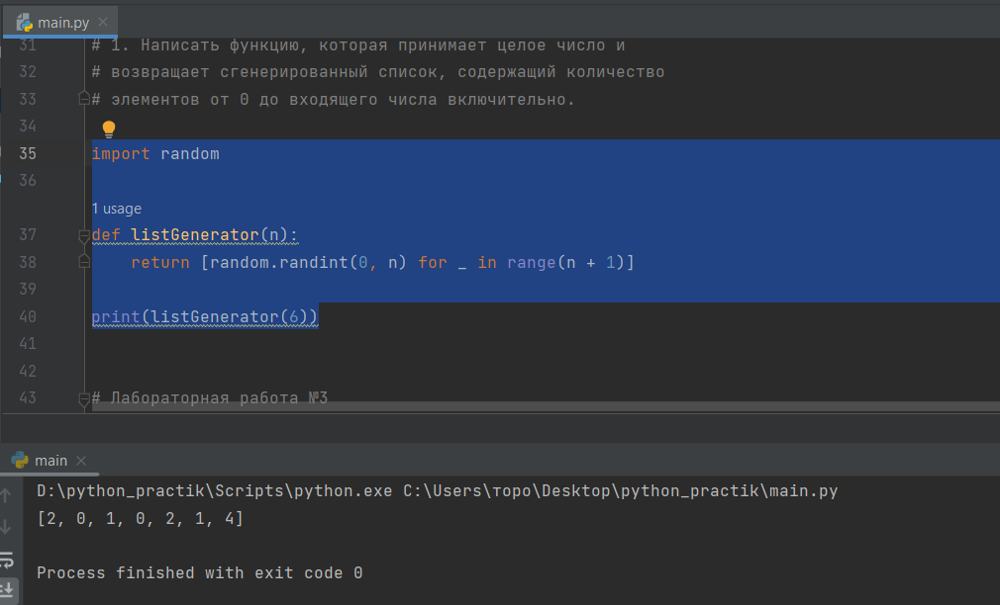 main.py
31 # 1. Написать функцию, которая принимает целое число и
32 # возвращает сгенерированный список, содержащий количество
33 # элементов от 0 до входящего числа включительно.
34
35 import random
36
1 usage
37 def listGenerator(n):
38 return [random.randint(0, n) for _ in range(n + 1)]
39
40 print(listGenerator(6))
41
42
43 # Лабораторная работа №3
main
D:\python_practik\Scripts\python.exe C:\Users\торо\Desktop\python_practik\main.py
[2, 0, 1, 0, 2, 1, 4]
Process finished with exit code 0